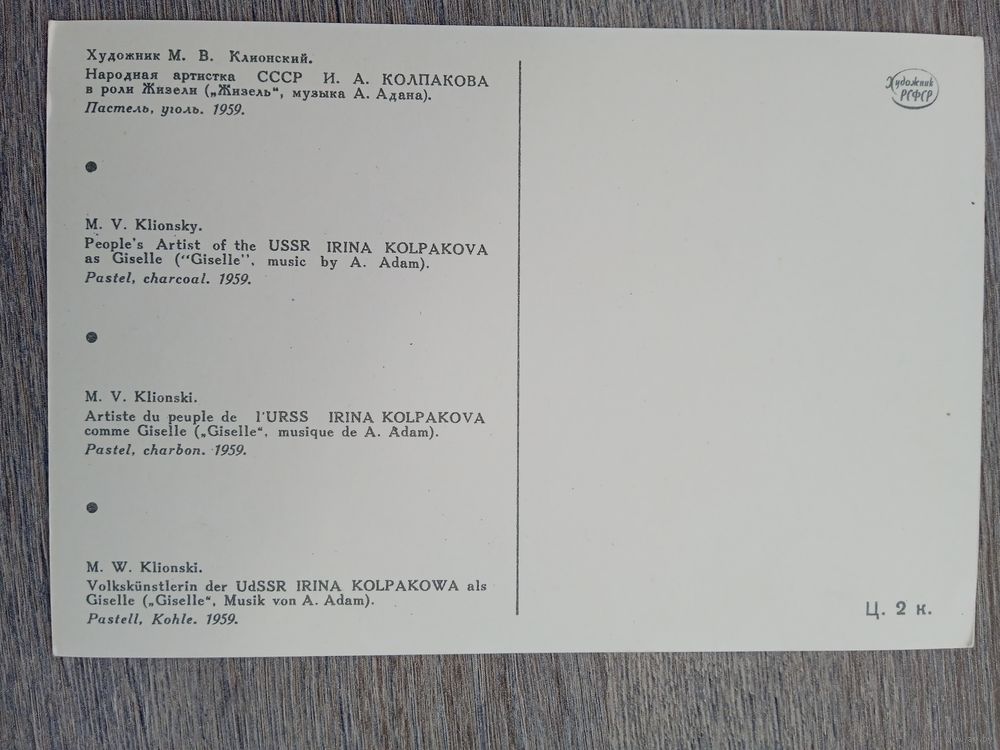 Художник М. В. Клионский.
Народная артистка СССР И. А. КОЛПАКОВА
в роли Жизели („Жизель“, музыка А. Адана).
Пастель, уголь. 1959.
M. V. Klionsky.
People's Artist of the USSR IRINA KOLPAKOVA
as Giselle (“Giselle”, music by A. Adam).
Pastel, charcoal. 1959.
M. V. Klionski.
Artiste du peuple de l'URSS IRINA KOLPAKOVA
comme Giselle („Giselle“, musique de A. Adam).
Pastel, charbon. 1959.
M. W. Klionski.
Volkskünstlerin der UdSSR IRINA KOLPAKOWA als
Giselle („Giselle“, Musik von A. Adam).
Pastell, Kohle. 1959.
Художник
РСФСР
Ц. 2 к.